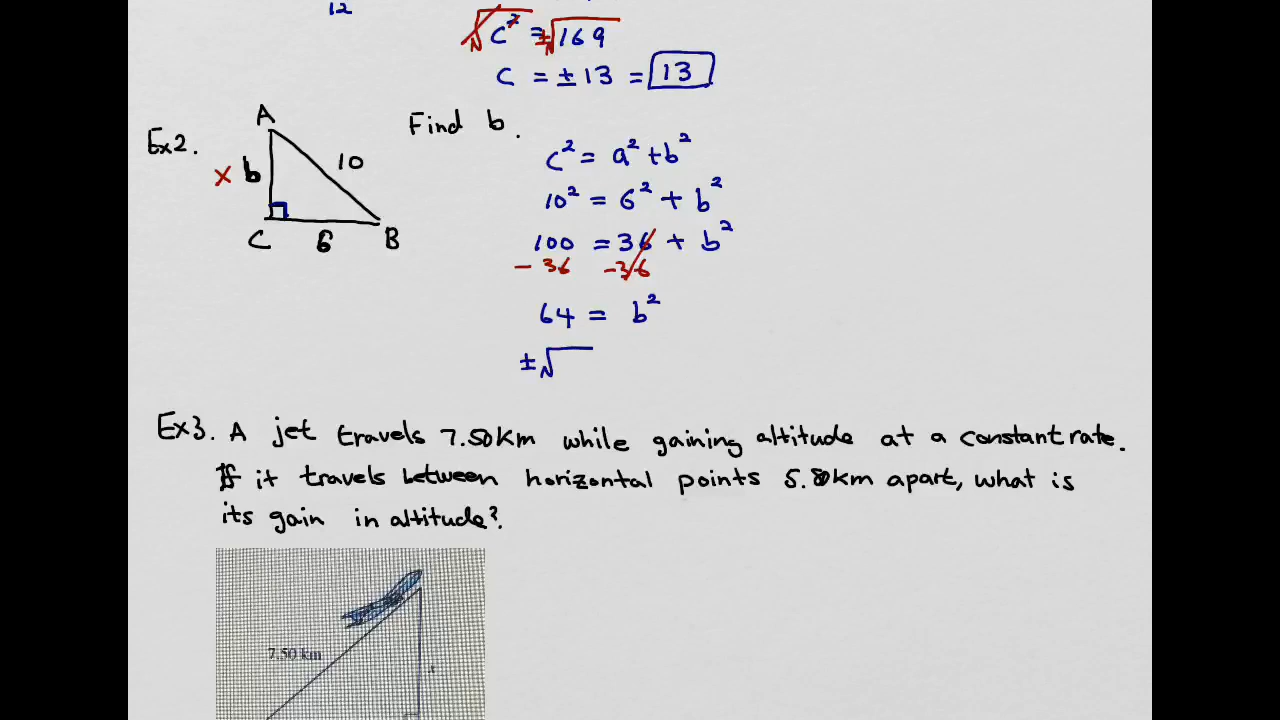 12
√c² = ±√169
c = ±13 = 13
Ex2.
A
Find b.
x b
10
C
6
B
c² = a² + b²
10² = 6² + b²
100 = 36 + b²
- 36 -36
64 = b²
±√
Ex3. A jet travels 7.50km while gaining altitude at a constant rate.
If it travels between horizontal points 5.80km apart, what is
its gain in altitude?
7.50 km